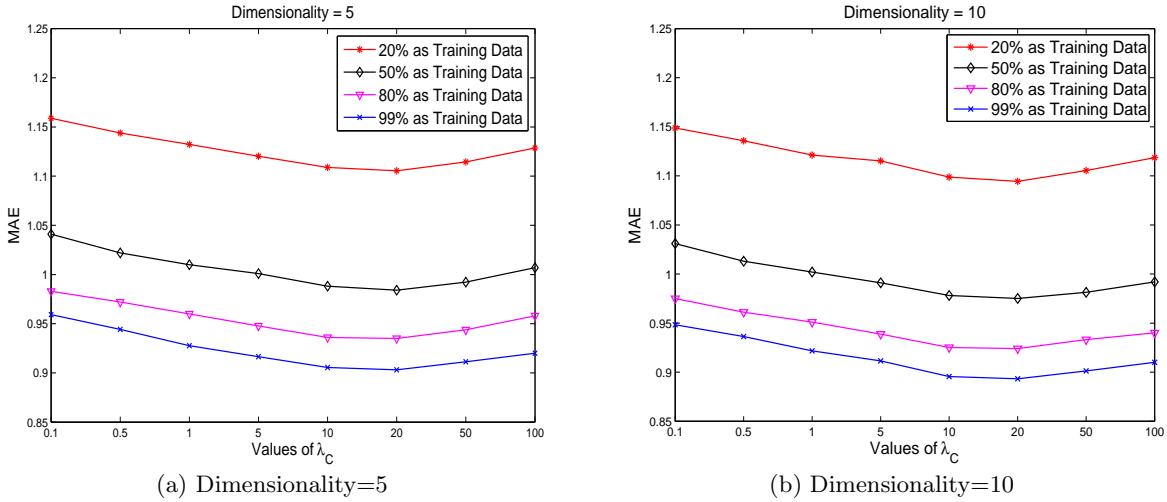 Dimensionality = 5
1.25
1.2
1.15
1.1
1.05
1
0.95
0.9
0.85
MAE
20% as Training Data
50% as Training Data
80% as Training Data
99% as Training Data
0.1 0.5 1 5 10 20 50 100
Values of λ_C
(a) Dimensionality=5
Dimensionality = 10
1.25
1.2
1.15
1.1
1.05
1
0.95
0.9
0.85
MAE
20% as Training Data
50% as Training Data
80% as Training Data
99% as Training Data
0.1 0.5 1 5 10 20 50 100
Values of λ_C
(b) Dimensionality=10